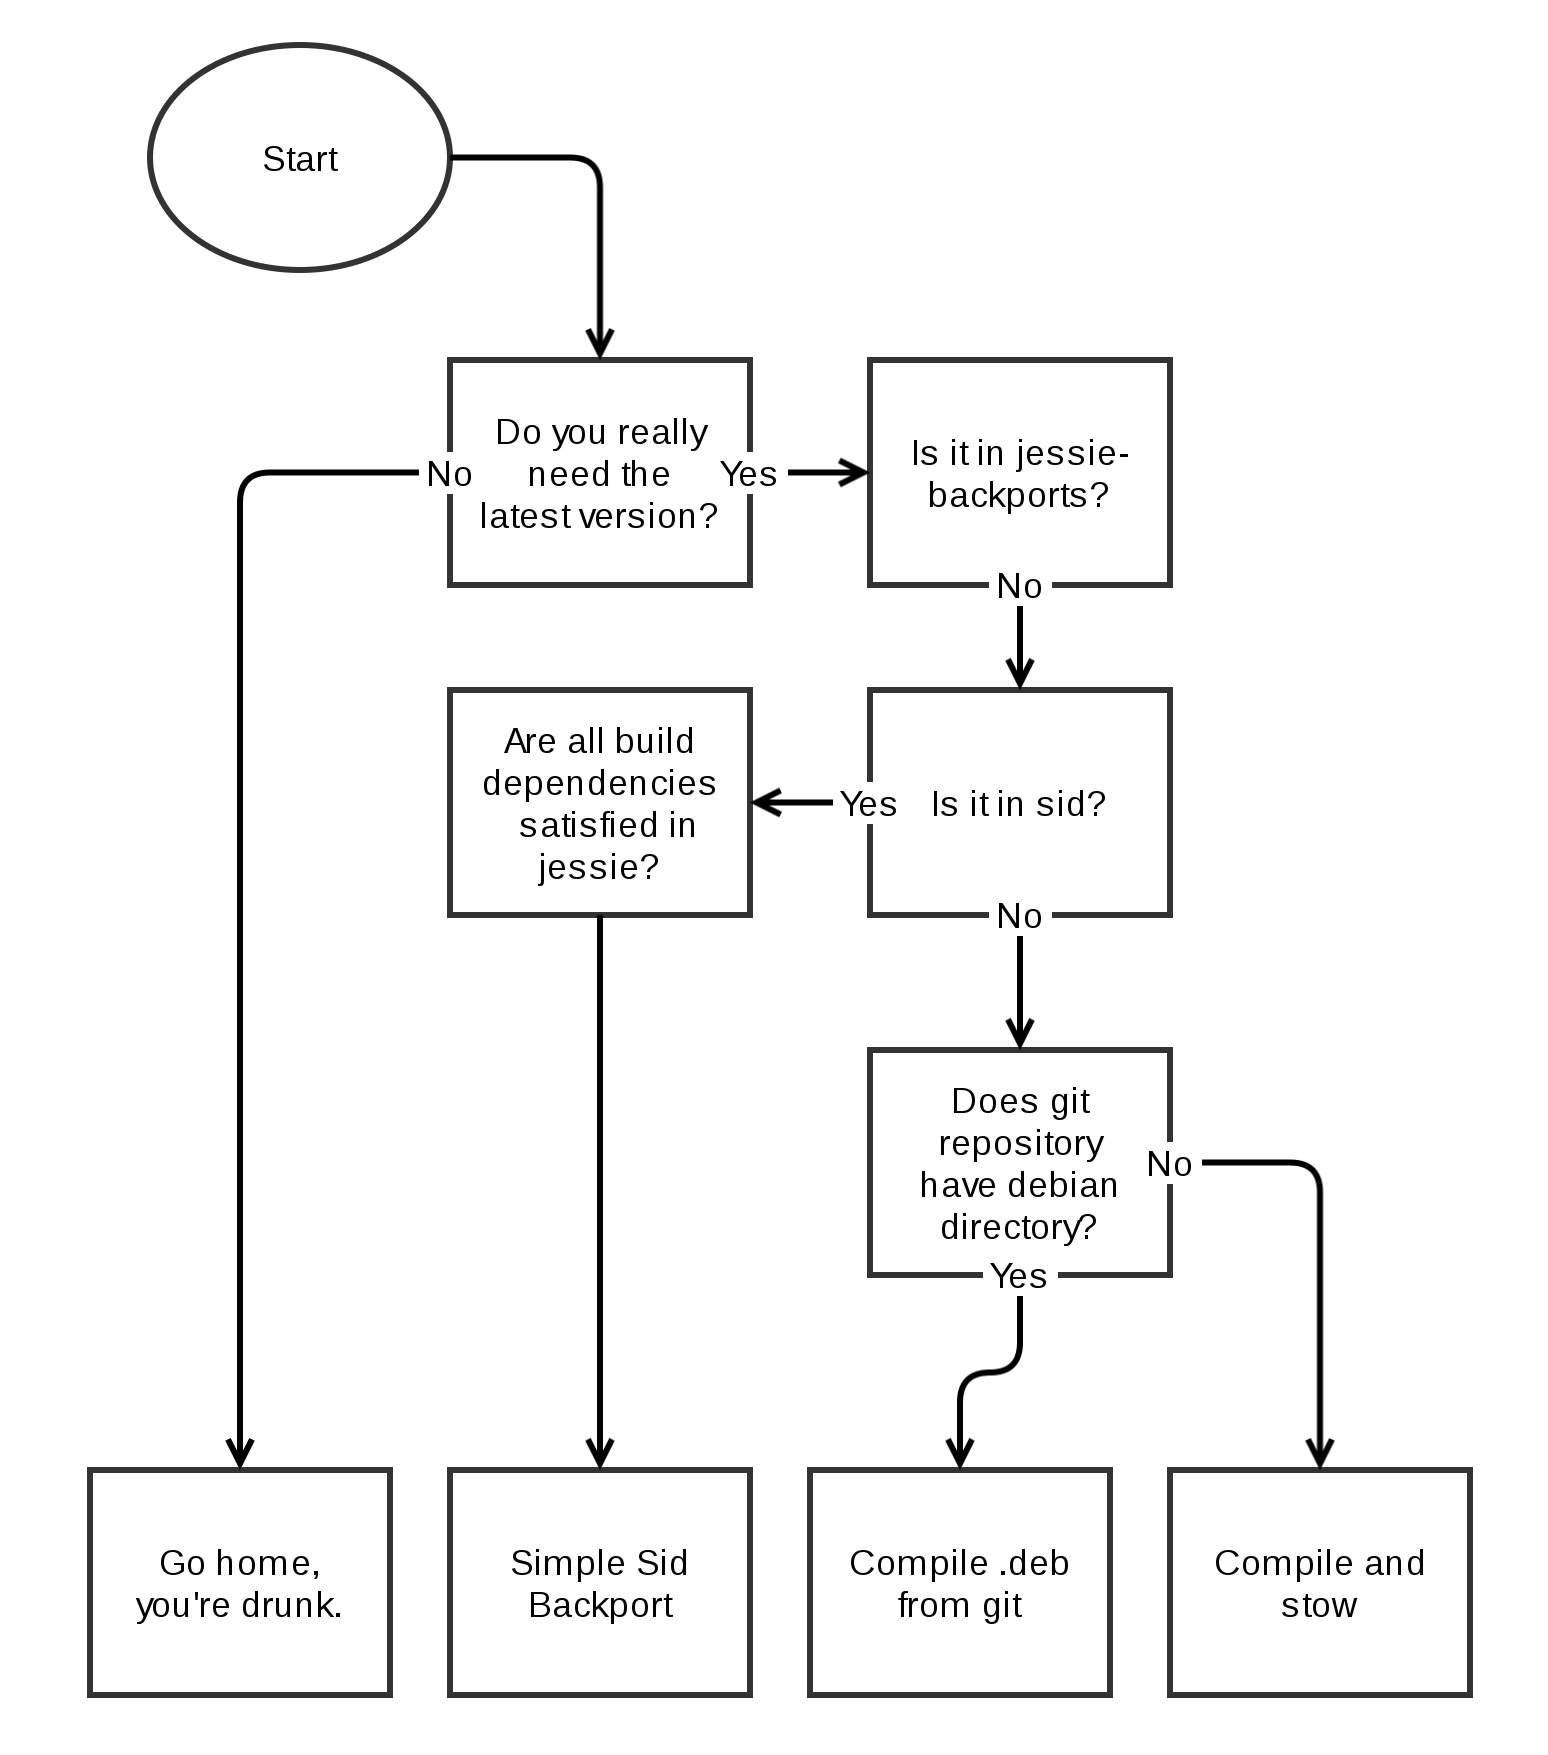 Start
Do you really
need the
latest version?
No
Yes
Is it in jessie-
backports?
No
Are all build
dependencies
satisfied in
jessie?
Yes
Is it in sid?
No
Does git
repository
have debian
directory?
No
Yes
Go home,
you're drunk.
Simple Sid
Backport
Compile .deb
from git
Compile and
stow